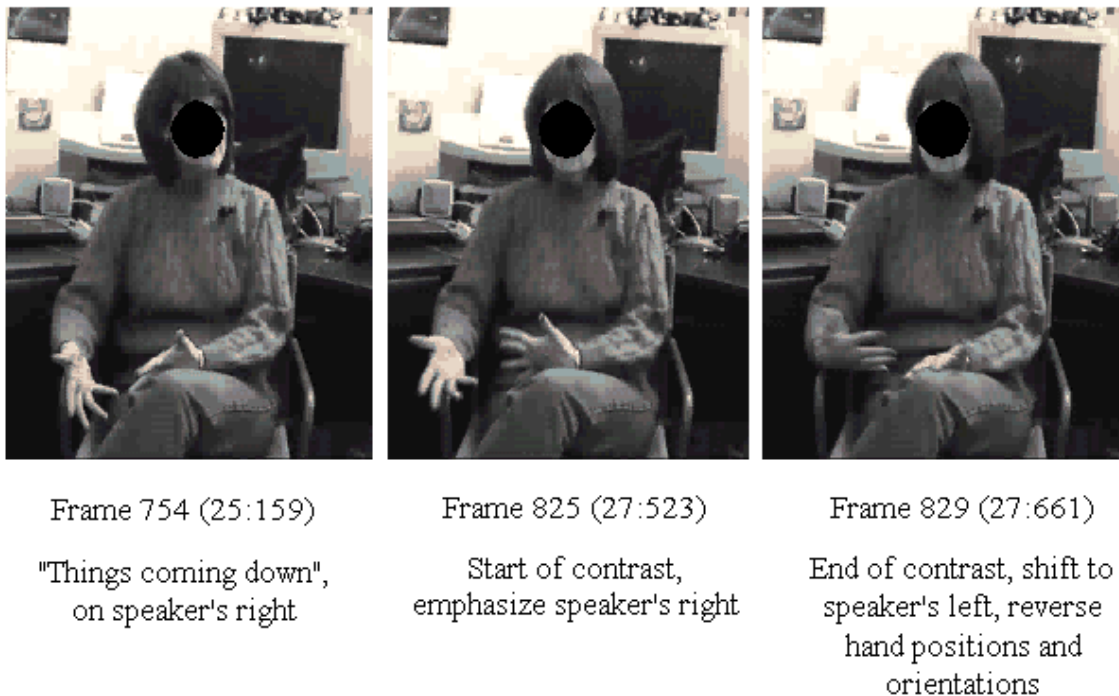 Frame 754 (25:159)
"Things coming down",
on speaker's right
Frame 825 (27:523)
Start of contrast,
emphasize speaker's right
Frame 829 (27:661)
End of contrast, shift to
speaker's left, reverse
hand positions and
orientations